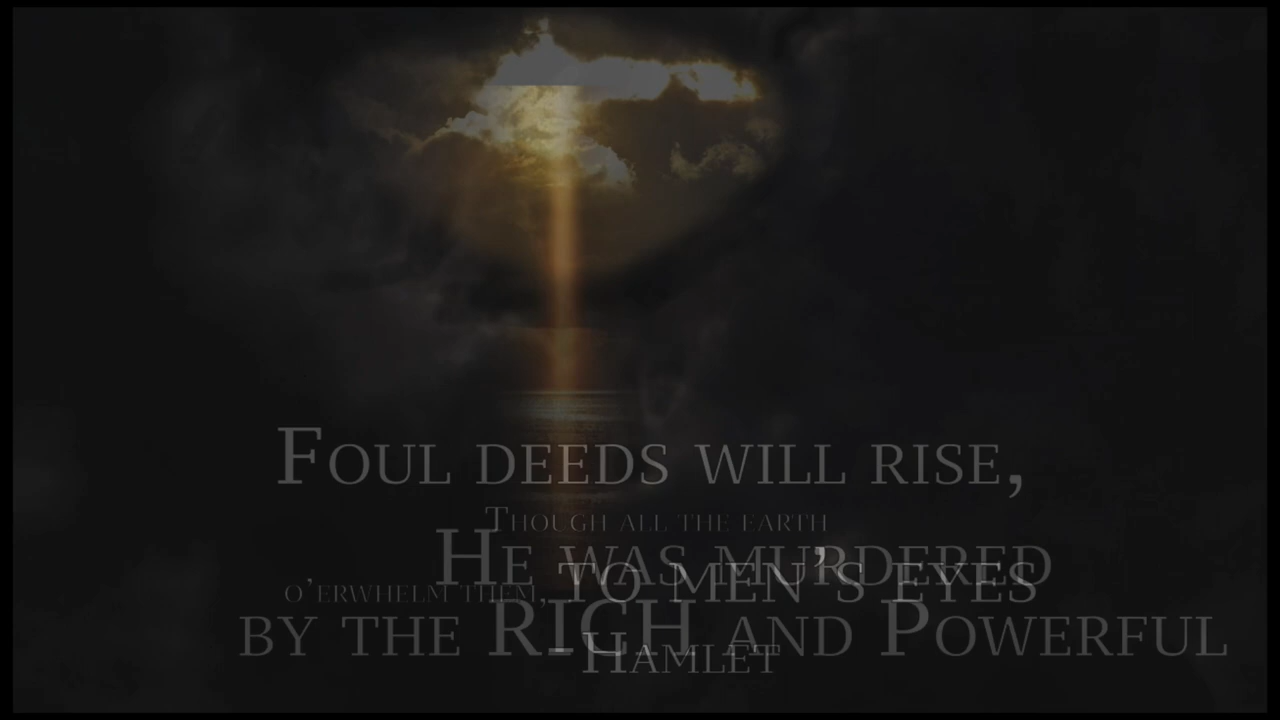 Foul deeds will rise,
Though all the earth
He was murdered
o'erwhelm them, to men's eyes
by the RICH and Powerful
Hamlet